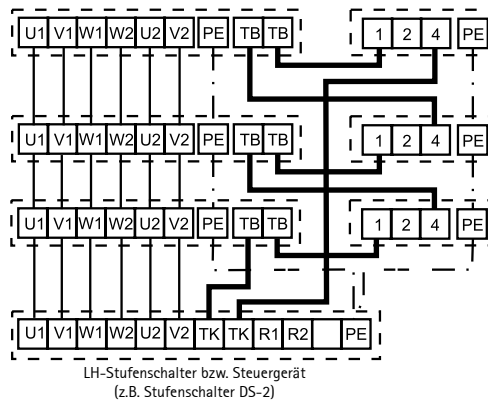 U1 V1 W1 W2 U2 V2 PE TB TB 1 2 4 PE
U1 V1 W1 W2 U2 V2 PE TB TB 1 2 4 PE
U1 V1 W1 W2 U2 V2 PE TB TB 1 2 4 PE
U1 V1 W1 W2 U2 V2 TK TK R1 R2 PE
LH-Stufenschalter bzw. Steuergerät
(z.B. Stufenschalter DS-2)